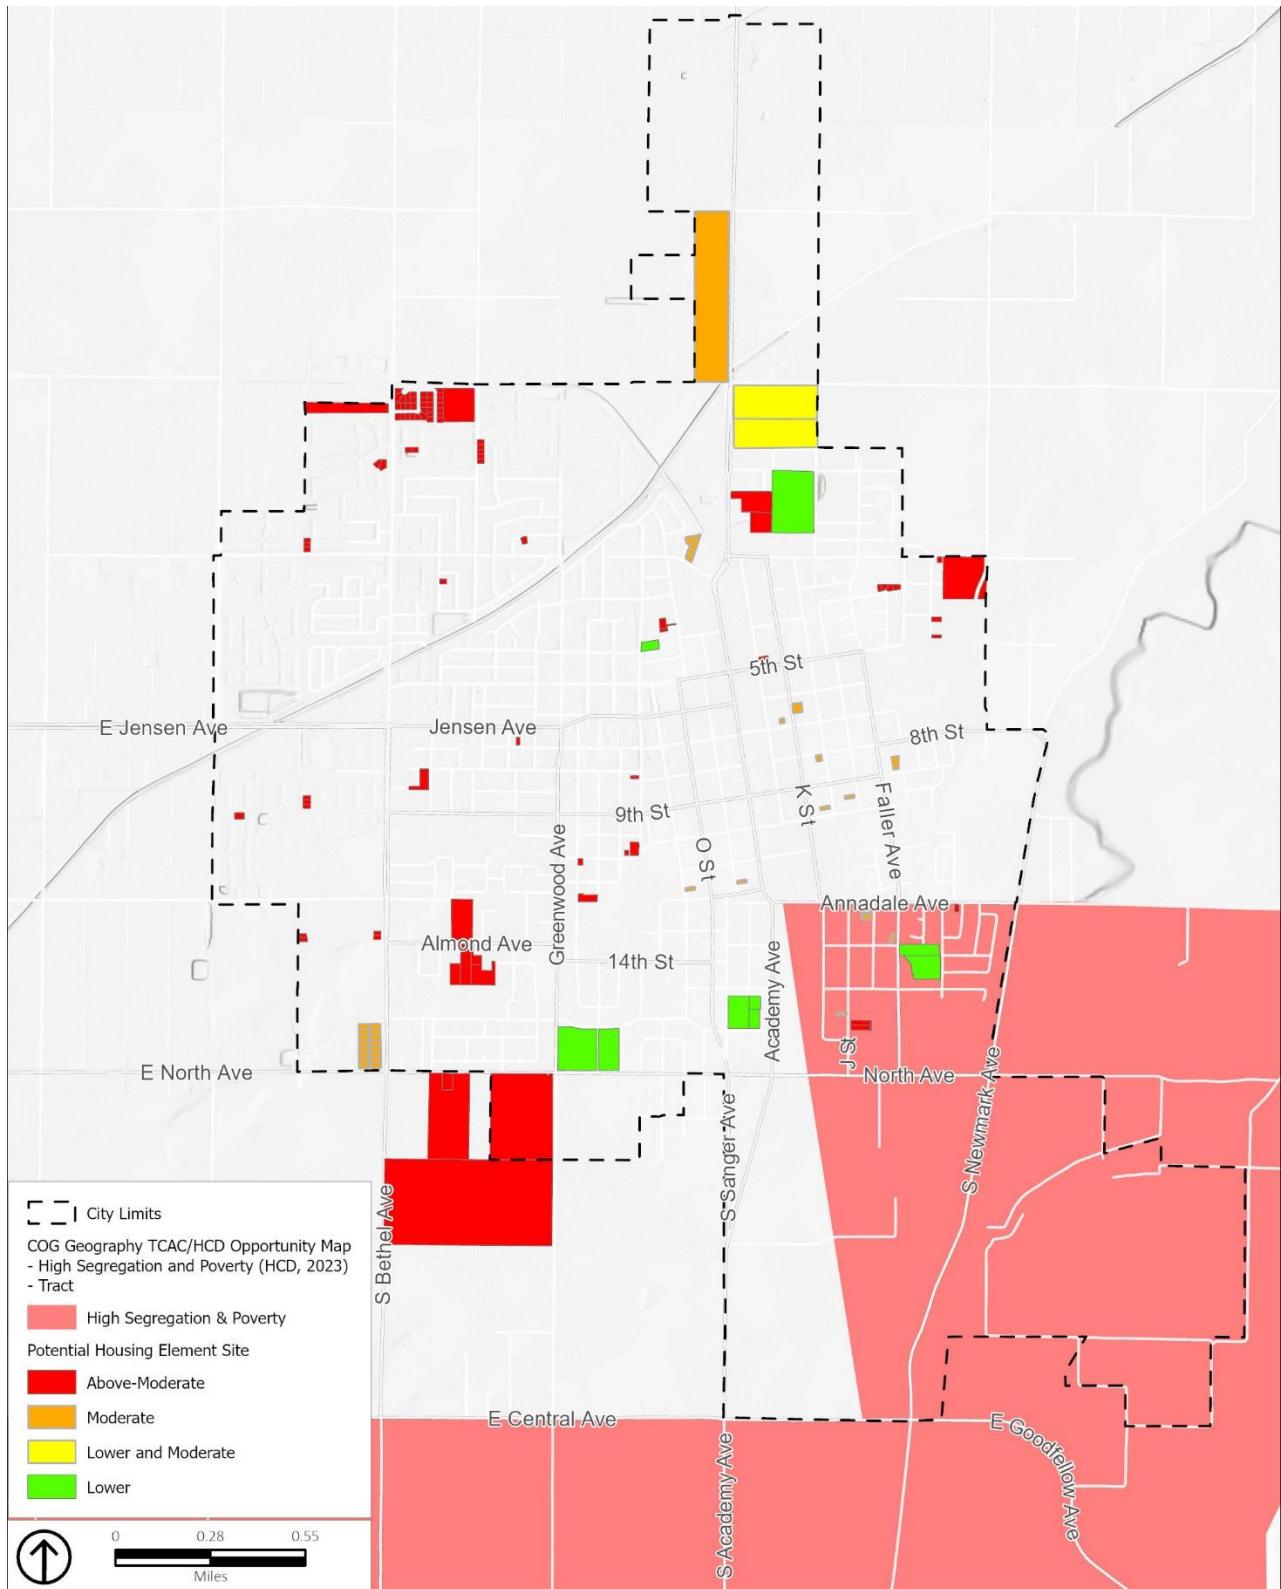 5th St
E Jensen Ave
Jensen Ave
8th St
9th St
K St
Faller Ave
O St
Greenwood Ave
Annadale Ave
Almond Ave
14th St
Academy Ave
J St
E North Ave
North Ave
S Newmark Ave
S Sanger Ave
S Bethel Ave
City Limits
COG Geography TCAC/HCD Opportunity Map
- High Segregation and Poverty (HCD, 2023)
- Tract
High Segregation & Poverty
Potential Housing Element Site
Above-Moderate
Moderate
Lower and Moderate
Lower
E Central Ave
E Goodfellow Ave
S Academy Ave
0 0.28 0.55
Miles